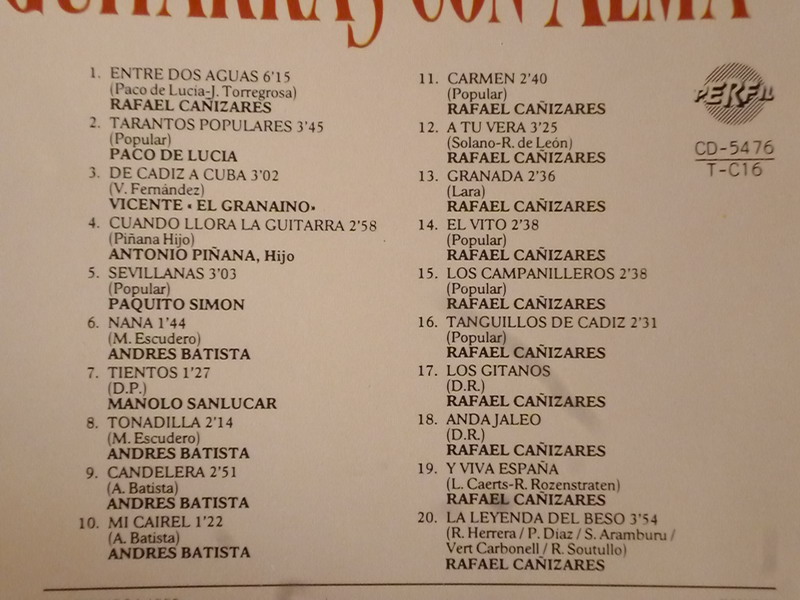 GUITARRAS CON ALMA
1. ENTRE DOS AGUAS 6'15
(Paco de Lucia-J. Torregrosa)
RAFAEL CAÑIZARES
2. TARANTOS POPULARES 3'45
(Popular)
PACO DE LUCIA
3. DE CADIZ A CUBA 3'02
(V. Fernández)
VICENTE « EL GRANAINO»
4. CUANDO LLORA LA GUITARRA 2'58
(Piñana Hijo)
ANTONIO PIÑANA, Hijo
5. SEVILLANAS 3'03
(Popular)
PAQUITO SIMON
6. NANA 1'44
(M. Escudero)
ANDRES BATISTA
7. TIENTOS 1'27
(D.P.)
MANOLO SANLUCAR
8. TONADILLA 2'14
(M. Escudero)
ANDRES BATISTA
9. CANDELERA 2'51
(A. Batista)
ANDRES BATISTA
10. MI CAIREL 1'22
(A. Batista)
ANDRES BATISTA
11. CARMEN 2'40
(Popular)
RAFAEL CAÑIZARES
12. A TU VERA 3'25
(Solano-R. de León)
RAFAEL CAÑIZARES
13. GRANADA 2'36
(Lara)
RAFAEL CAÑIZARES
14. EL VITO 2'38
(Popular)
RAFAEL CAÑIZARES
15. LOS CAMPANILLEROS 2'38
(Popular)
RAFAEL CAÑIZARES
16. TANGUILLOS DE CADIZ 2'31
(Popular)
RAFAEL CAÑIZARES
17. LOS GITANOS
(D.R.)
RAFAEL CAÑIZARES
18. ANDA JALEO
(D.R.)
RAFAEL CAÑIZARES
19. Y VIVA ESPAÑA
(L. Caerts-R. Rozenstraten)
RAFAEL CAÑIZARES
20. LA LEYENDA DEL BESO 3'54
(R. Herrera / P. Diaz / S. Aramburu /
Vert Carbonell / R. Soutullo)
RAFAEL CAÑIZARES
PERFIL
CD-5476
T-C16